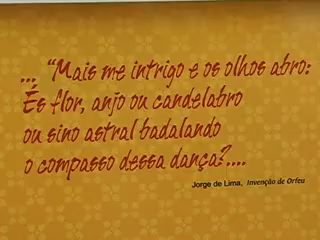 ... "Mais me intrigo e os olhos abro:
És flor, anjo ou candelabro
ou sino astral badalando
o compasso dessa dança?....
Jorge de Lima, Invenção de Orfeu